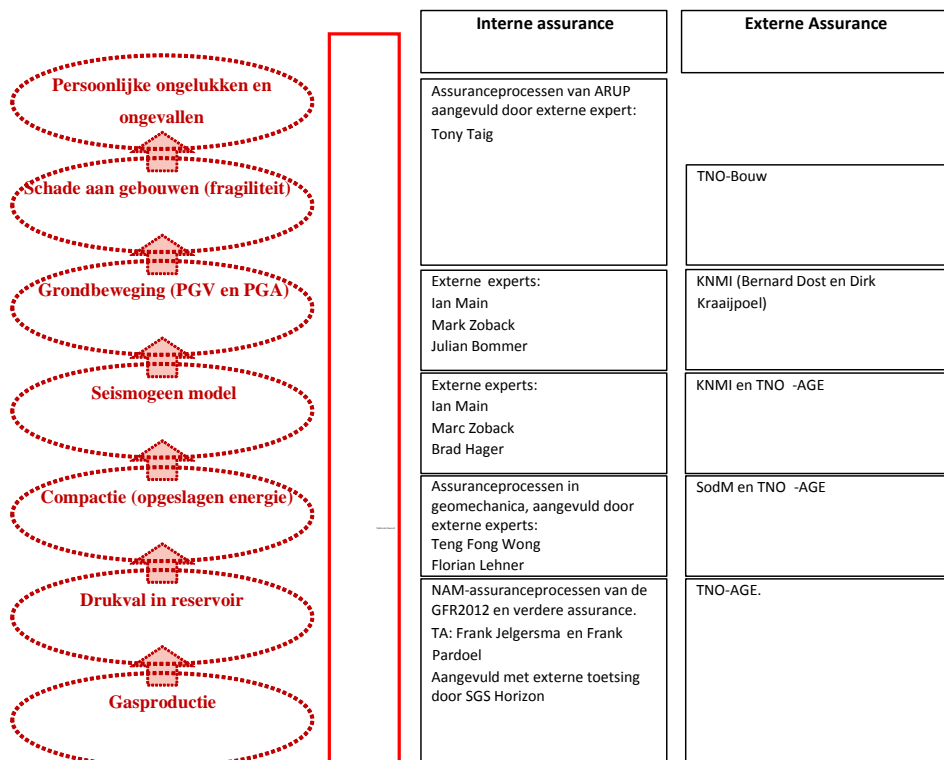 Interne assurance
Externe Assurance
Persoonlijke ongelukken en
ongevallen
Assuranceprocessen van ARUP
aangevuld door externe expert:
Tony Taig
Schade aan gebouwen (fragiliteit)
TNO-Bouw
Grondbeweging (PGV en PGA)
Externe experts:
Ian Main
Mark Zoback
Julian Bommer
KNMI (Bernard Dost en Dirk
Kraaijpoel)
Seismogeen model
Externe experts:
Ian Main
Marc Zoback
Brad Hager
KNMI en TNO -AGE
Compactie (opgeslagen energie)
Assuranceprocessen in
geomechanica, aangevuld door
externe experts:
Teng Fong Wong
Florian Lehner
SodM en TNO -AGE
Drukval in reservoir
Gasproductie
NAM-assuranceprocessen van de
GFR2012 en verdere assurance.
TA: Frank Jelgersma en Frank
Pardoel
Aangevuld met externe toetsing
door SGS Horizon
TNO-AGE.